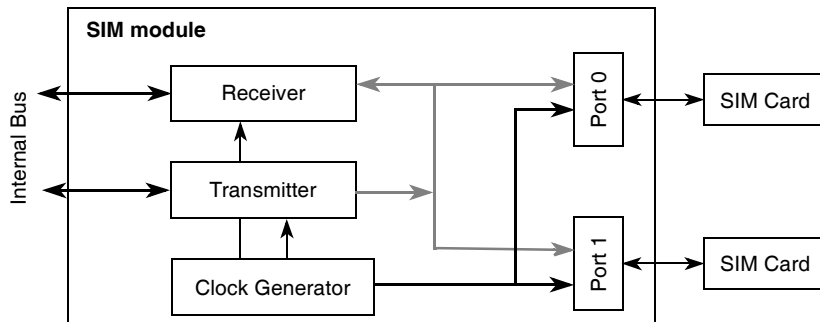 SIM module
Internal Bus
Receiver
Port 0
SIM Card
Transmitter
Port 1
SIM Card
Clock Generator